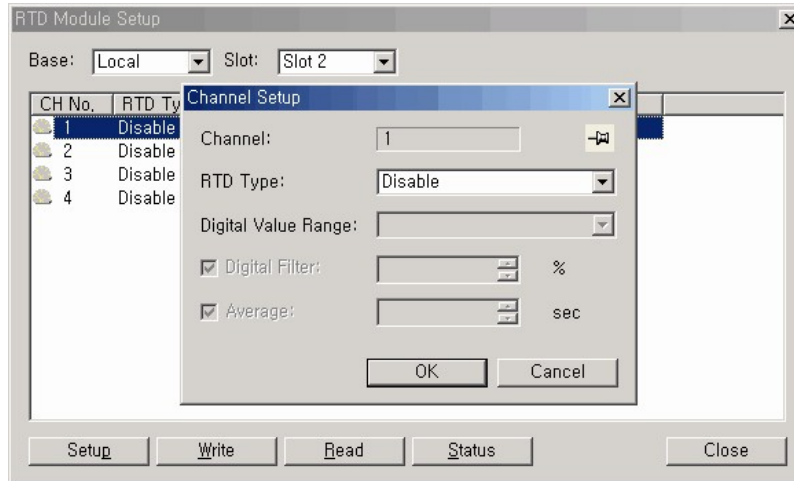 RTD Module Setup
Base: Local Slot: Slot 2
CH No. RTD Ty
1 Disable
2 Disable
3 Disable
4 Disable
Channel Setup
Channel: 1
RTD Type: Disable
Digital Value Range:
Digital Filter: %
Average: sec
OK Cancel
Setup Write Read Status Close